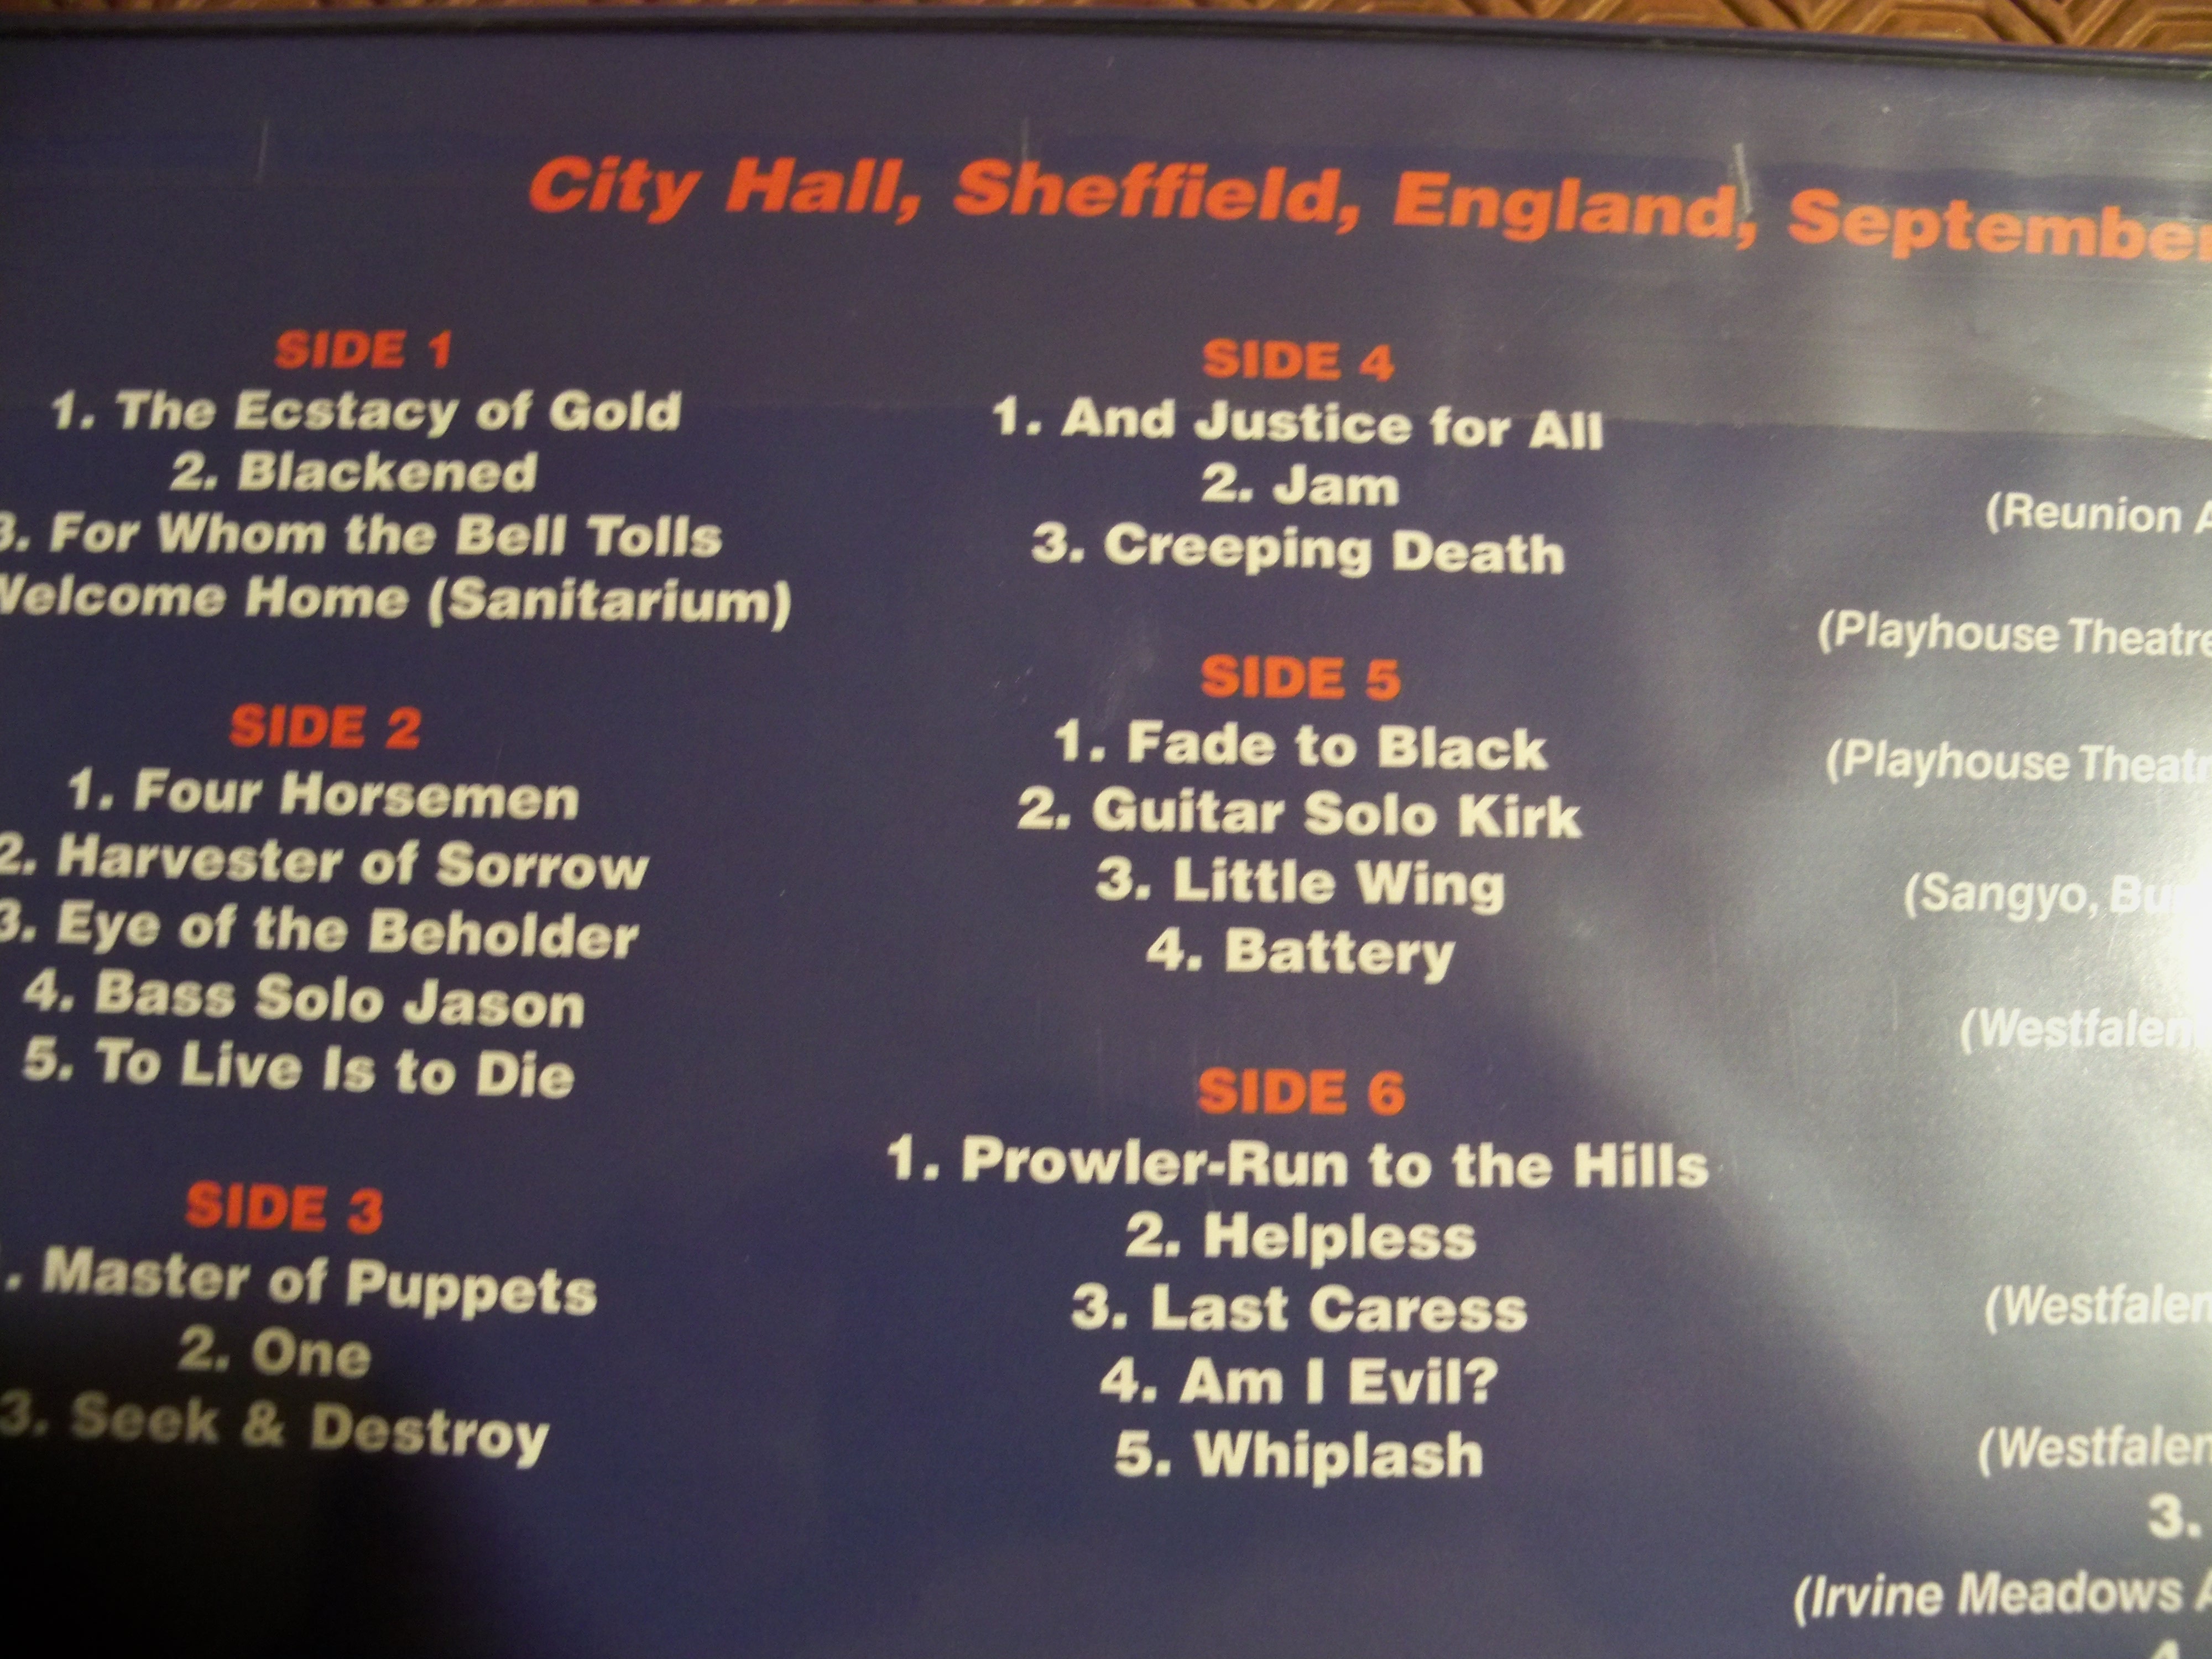 City Hall, Sheffield, England, September
SIDE 1
1. The Ecstacy of Gold
2. Blackened
3. For Whom the Bell Tolls
Welcome Home (Sanitarium)
SIDE 2
1. Four Horsemen
2. Harvester of Sorrow
3. Eye of the Beholder
4. Bass Solo Jason
5. To Live Is to Die
SIDE 3
. Master of Puppets
2. One
3. Seek & Destroy
SIDE 4
1. And Justice for All
2. Jam
3. Creeping Death
SIDE 5
1. Fade to Black
2. Guitar Solo Kirk
3. Little Wing
4. Battery
SIDE 6
1. Prowler-Run to the Hills
2. Helpless
3. Last Caress
4. Am I Evil?
5. Whiplash
(Reunion
(Playhouse Theatre
(Playhouse Theatr
(Sangyo,
(Westfalen
(Westfalen
(Westfalen
3.
(Irvine Meadows